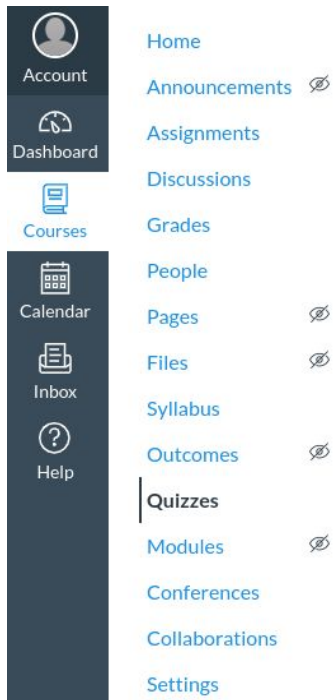 Account
Dashboard
Courses
Calendar
Inbox
Help
Home
Announcements
Assignments
Discussions
Grades
People
Pages
Files
Syllabus
Outcomes
Quizzes
Modules
Conferences
Collaborations
Settings